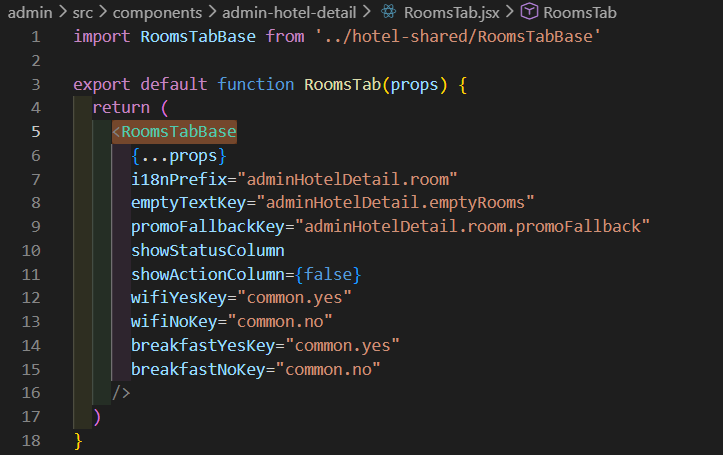 admin > src > components > admin-hotel-detail > RoomsTab.jsx > RoomsTab
1 import RoomsTabBase from '../hotel-shared/RoomsTabBase'
2
3 export default function RoomsTab(props) {
4   return (
5     <RoomsTabBase
6       {...props}
7       i18nPrefix="adminHotelDetail.room"
8       emptyTextKey="adminHotelDetail.emptyRooms"
9       promoFallbackKey="adminHotelDetail.room.promoFallback"
10       showStatusColumn
11       showActionColumn={false}
12       wifiYesKey="common.yes"
13       wifiNoKey="common.no"
14       breakfastYesKey="common.yes"
15       breakfastNoKey="common.no"
16     />
17   )
18 }